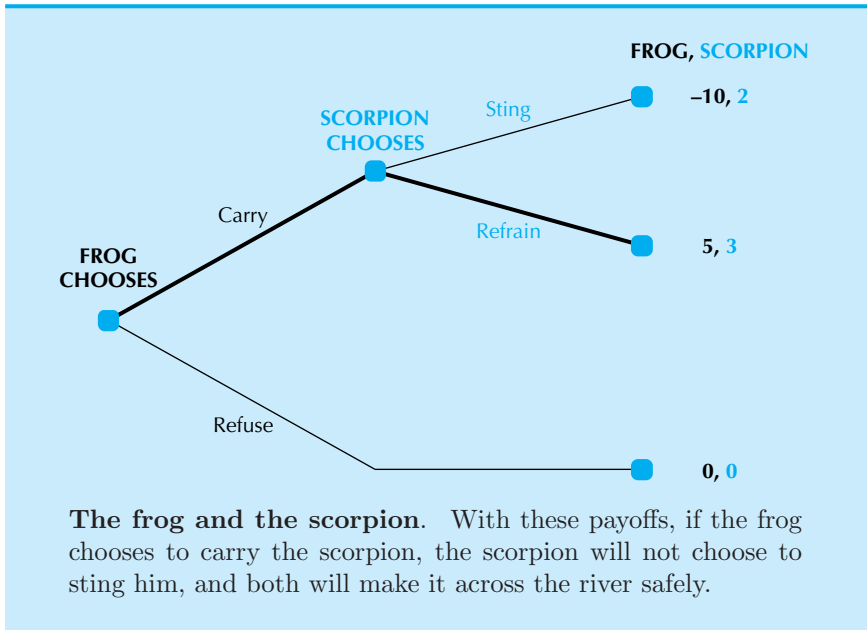 FROG, SCORPION
–10, 2
Sting
SCORPION
CHOOSES
Carry
Refrain
5, 3
FROG
CHOOSES
Refuse
0, 0
The frog and the scorpion. With these payoffs, if the frog
chooses to carry the scorpion, the scorpion will not choose to
sting him, and both will make it across the river safely.